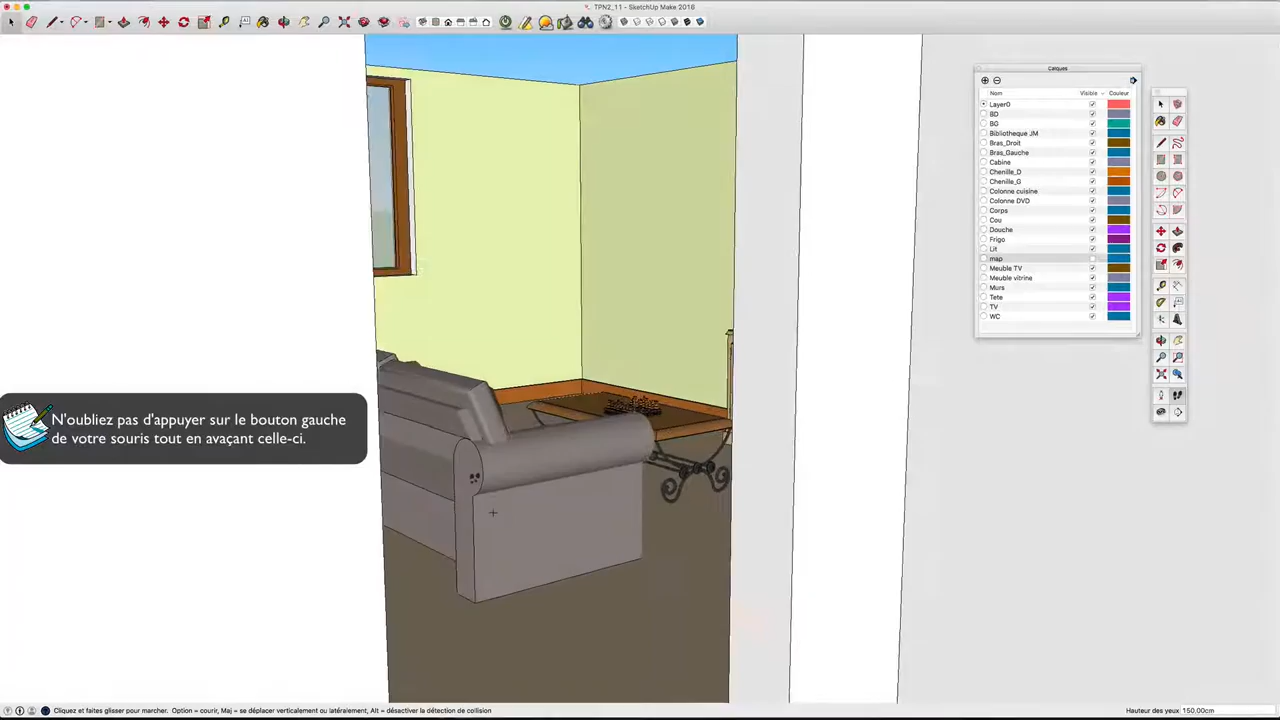 TPN2_11 - SketchUp Make 2016
Calques
Nom Visible Couleur
Layer0
BD
BG
Bibliotheque JM
Bras_Droit
Bras_Gauche
Cabine
Chenille_D
Chenille_G
Colonne cuisine
Colonne DVD
Corps
Cou
Douche
Frigo
Lit
map
Meuble TV
Meuble vitrine
Murs
Tete
TV
WC
N'oubliez pas d'appuyer sur le bouton gauche
de votre souris tout en avaçant celle-ci.
Cliquez et faites glisser pour marcher. Option = courir, Maj = se déplacer verticalement ou latéralement, Alt = désactiver la détection de collision
Hauteur des yeux 150,00cm